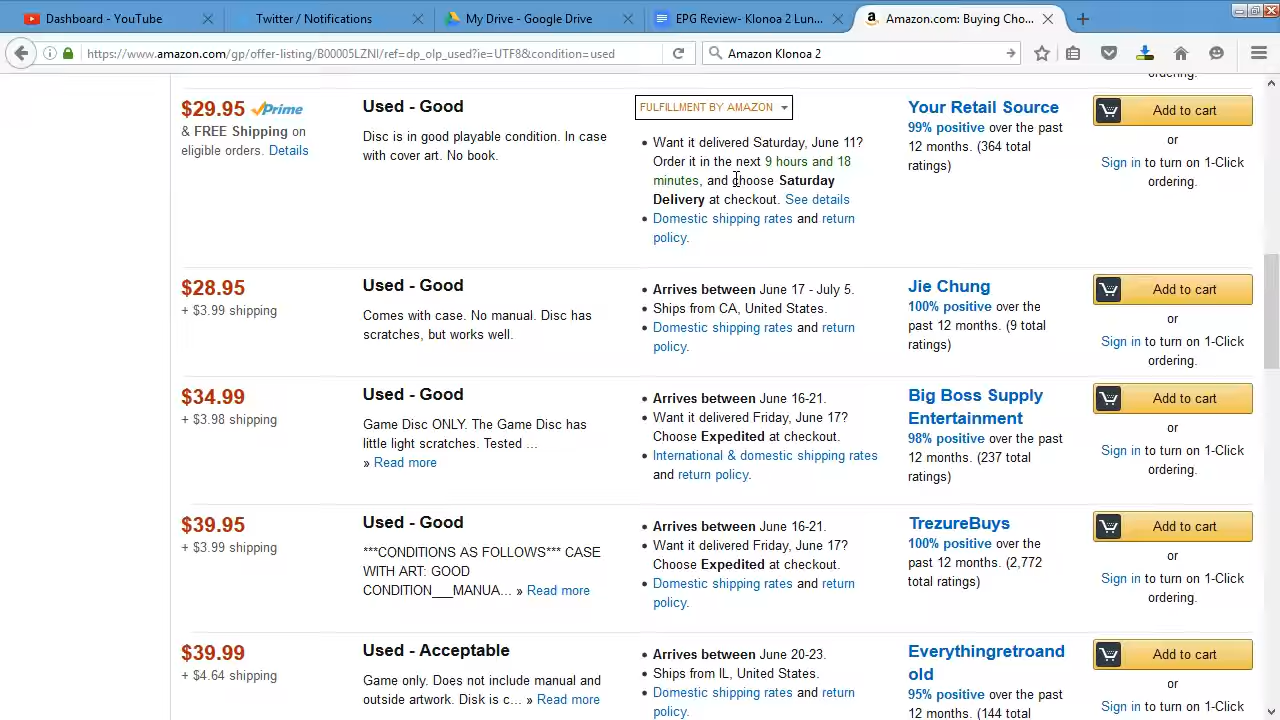 Dashboard - YouTube
Twitter / Notifications
My Drive - Google Drive
EPG Review- Klonoa 2 Lun...
Amazon.com: Buying Cho...
https://www.amazon.com/gp/offer-listing/B00005LZNI/ref=dp_olp_used?ie=UTF8&condition=used
Amazon Klonoa 2
ordering.
$29.95 Prime
& FREE Shipping on
eligible orders. Details
Used - Good
Disc is in good playable condition. In case
with cover art. No book.
FULFILLMENT BY AMAZON
Want it delivered Saturday, June 11?
Order it in the next 9 hours and 18
minutes, and choose Saturday
Delivery at checkout. See details
Domestic shipping rates and return
policy.
Your Retail Source
99% positive over the past
12 months. (364 total
ratings)
Add to cart
or
Sign in to turn on 1-Click
ordering.
$28.95
+ $3.99 shipping
Used - Good
Comes with case. No manual. Disc has
scratches, but works well.
Arrives between June 17 - July 5.
Ships from CA, United States.
Domestic shipping rates and return
policy.
Jie Chung
100% positive over the
past 12 months. (9 total
ratings)
Add to cart
or
Sign in to turn on 1-Click
ordering.
$34.99
+ $3.98 shipping
Used - Good
Game Disc ONLY. The Game Disc has
little light scratches. Tested ...
» Read more
Arrives between June 16-21.
Want it delivered Friday, June 17?
Choose Expedited at checkout.
International & domestic shipping rates
and return policy.
Big Boss Supply
Entertainment
98% positive over the past
12 months. (237 total
ratings)
Add to cart
or
Sign in to turn on 1-Click
ordering.
$39.95
+ $3.99 shipping
Used - Good
***CONDITIONS AS FOLLOWS*** CASE
WITH ART: GOOD
CONDITION___MANUA... » Read more
Arrives between June 16-21.
Want it delivered Friday, June 17?
Choose Expedited at checkout.
Domestic shipping rates and return
policy.
TrezureBuys
100% positive over the
past 12 months. (2,772
total ratings)
Add to cart
or
Sign in to turn on 1-Click
ordering.
$39.99
+ $4.64 shipping
Used - Acceptable
Game only. Does not include manual and
outside artwork. Disk is c... » Read more
Arrives between June 20-23.
Ships from IL, United States.
Domestic shipping rates and return
policy.
Everythingretroand
old
95% positive over the past
12 months. (144 total
Add to cart
or
Sign in to turn on 1-Click